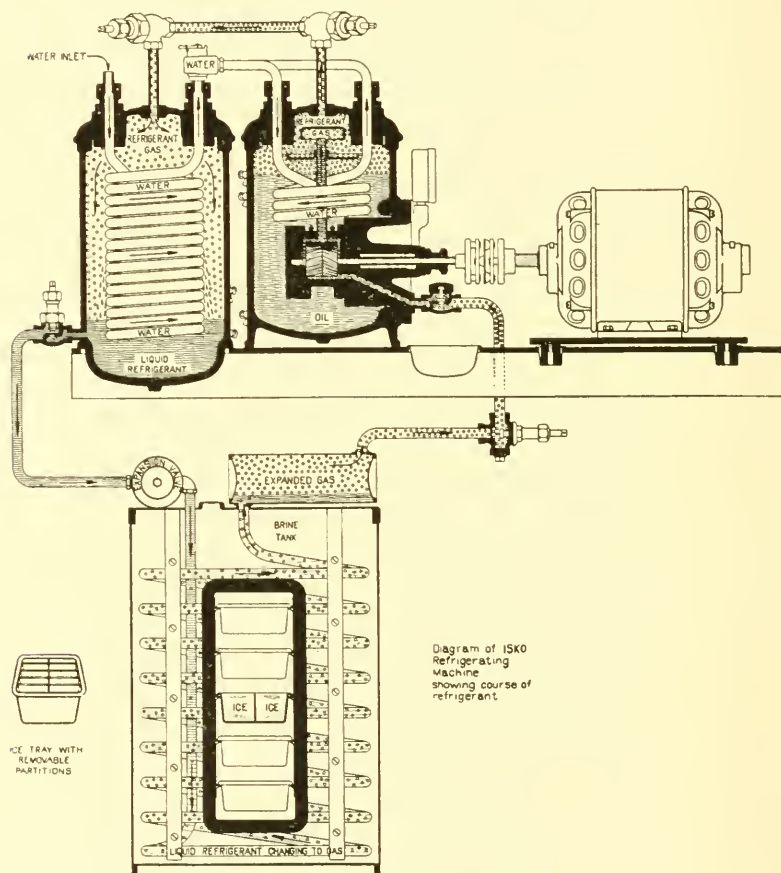 WATER INLET
WATER
REFRIGERANT
GAS
REFRIGERANT
GAS
WATER
WATER
WATER
OIL
LIQUID
REFRIGERANT
EXPANSION VALVE
EXPANDED GAS
BRINE
TANK
Diagram of ISKO
Refrigerating
Machine
showing course of
refrigerant
ICE ICE
ICE TRAY WITH
REMOVABLE
PARTITIONS
LIQUID REFRIGERANT CHANGING TO GAS